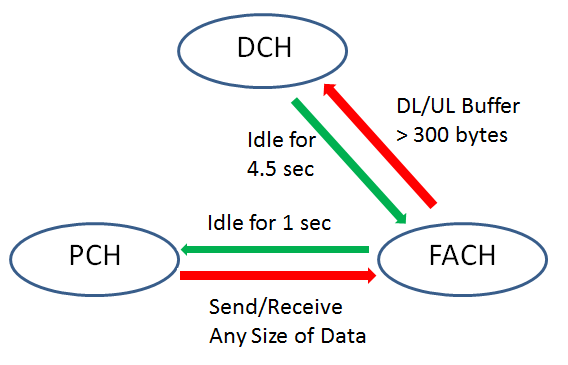 DCH
DL/UL Buffer
> 300 bytes
Idle for
4.5 sec
Idle for 1 sec
PCH
FACH
Send/Receive
Any Size of Data